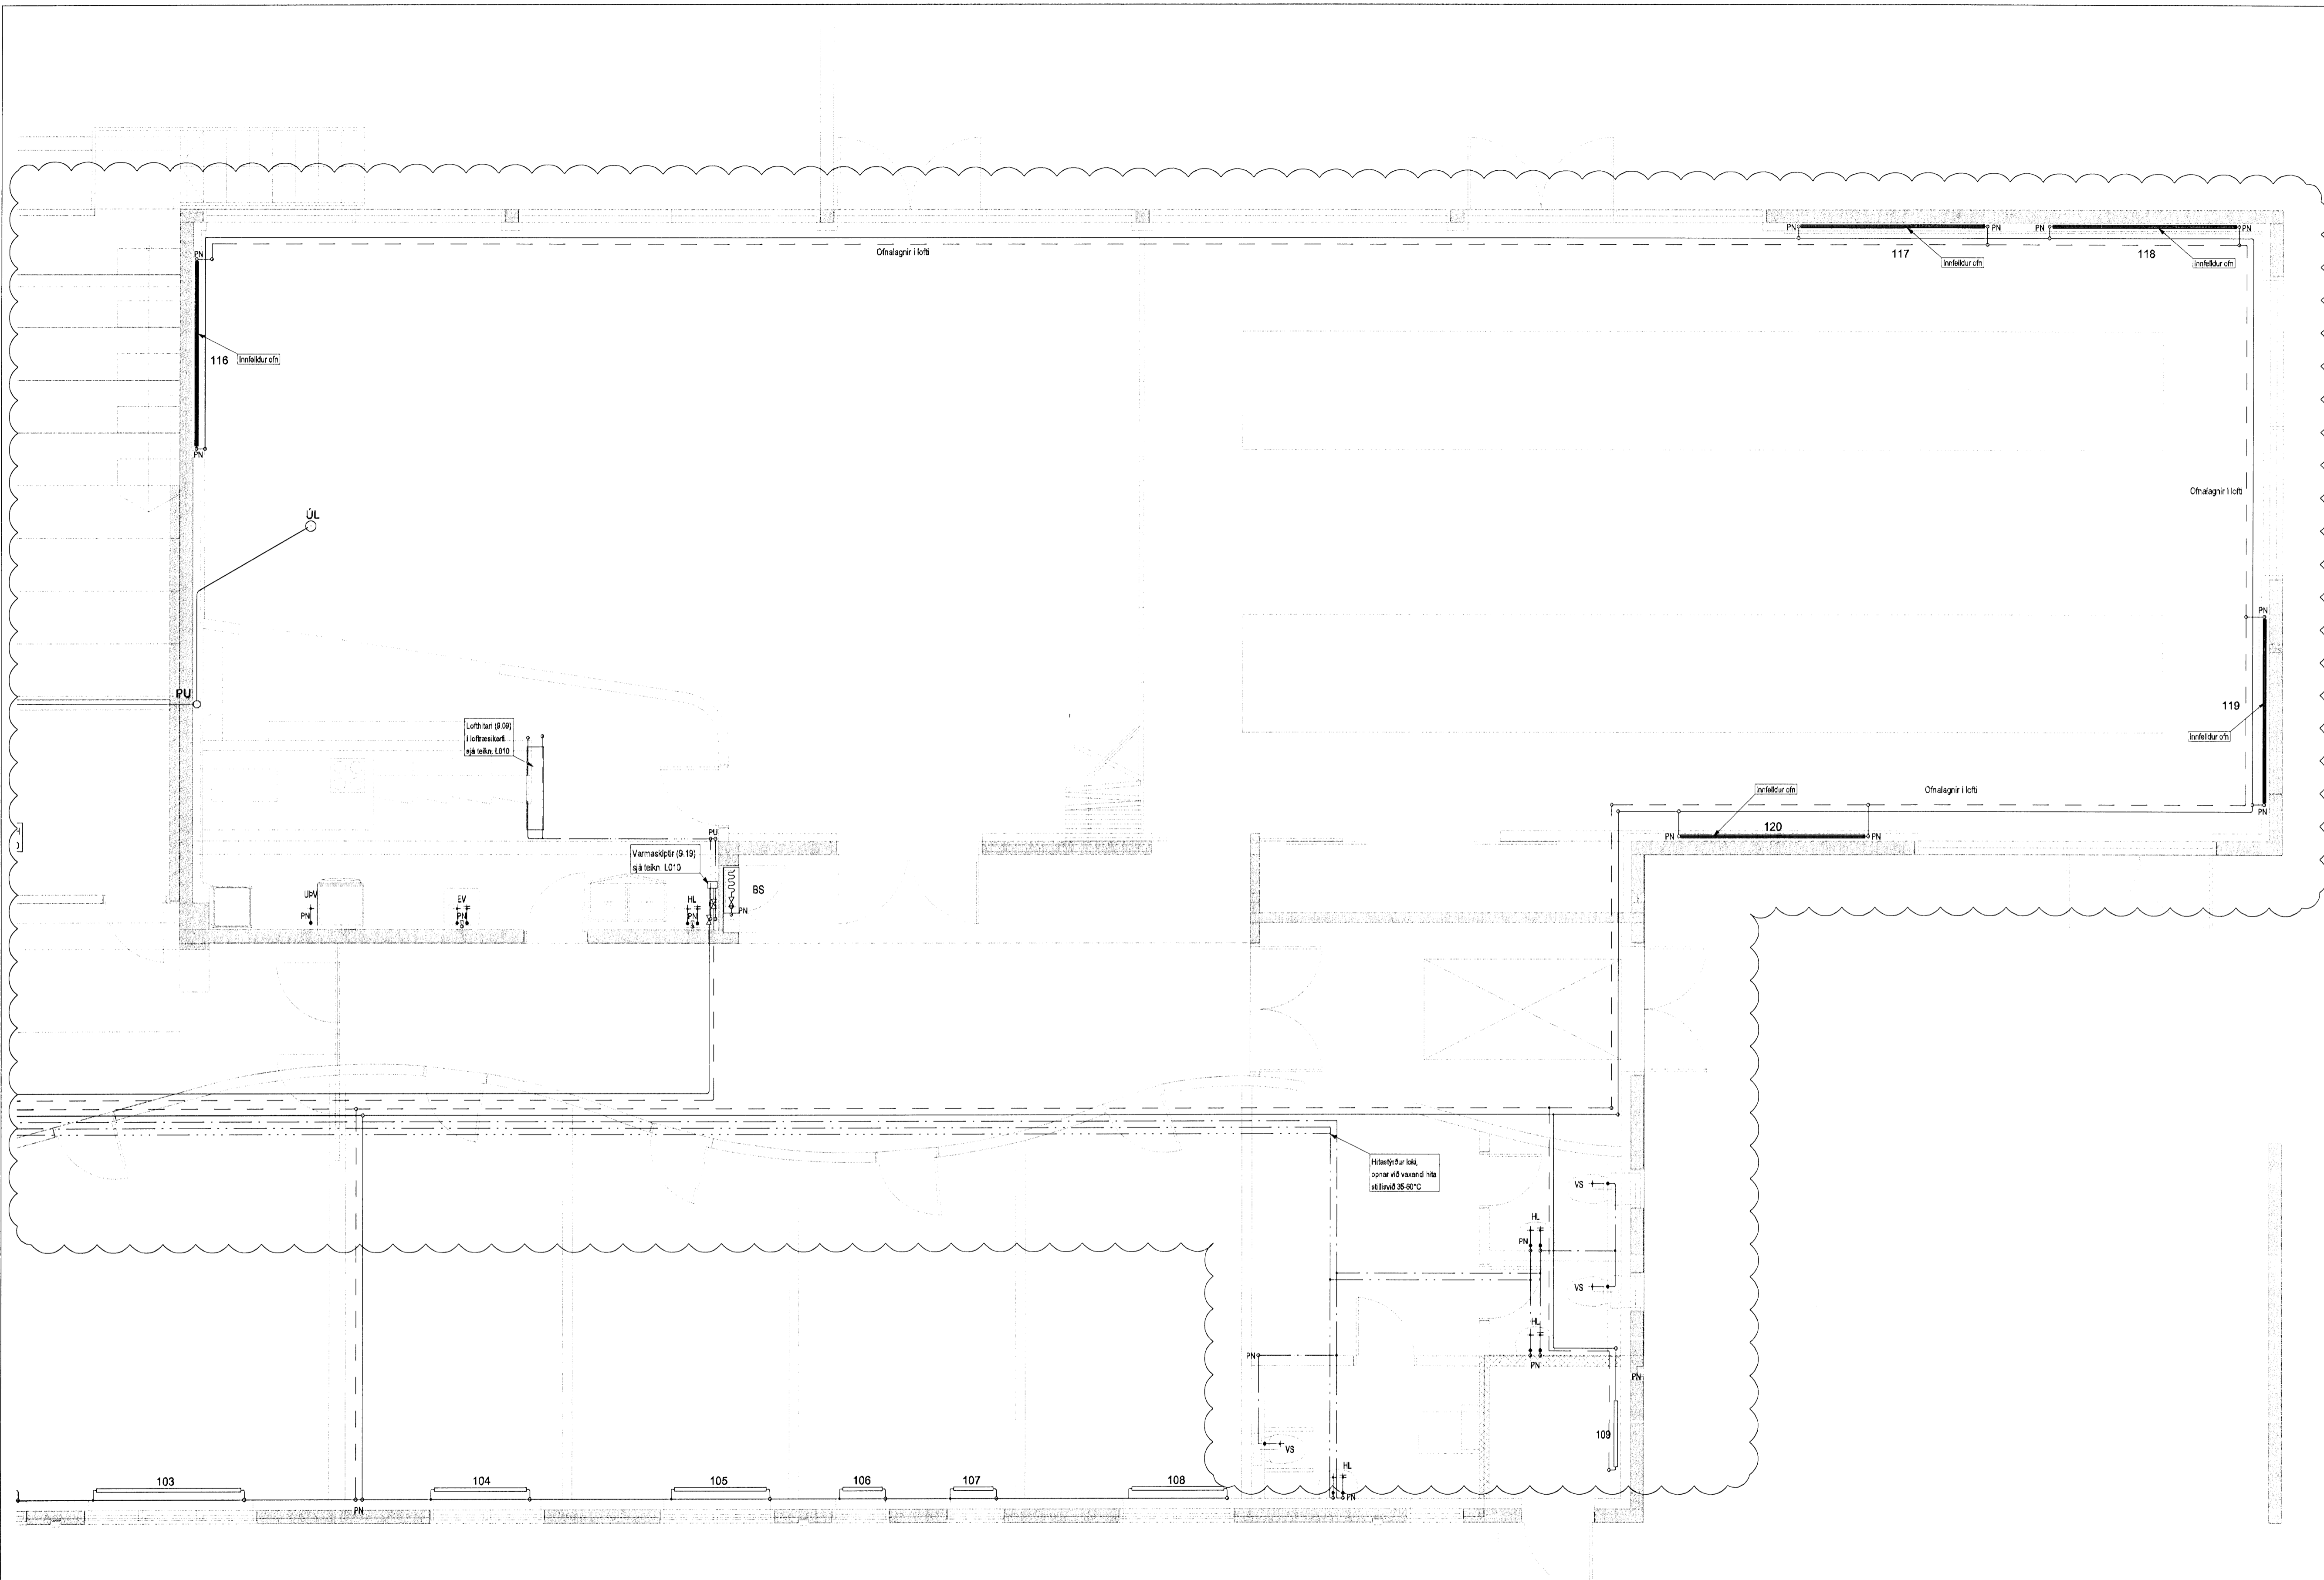 PN
PN
PN
PN
PN
Ofnalagnir í lofti
117
Innfelldur ofn
118
Innfelldur ofn
116
Innfelldur ofn
PN
Ofnalagnir í lofti
ÚL
PN
PU
119
Innfelldur ofn
Lofthitari (9.09)
í loftræsikerfi
sjá teikn. L010
Innfelldur ofn
Ofnalagnir í lofti
PN
120
PN
PN
PU
Varmaskiptir (9.19)
sjá teikn. L010
BS
UÞV
PN
EV
PN
HL
PN
VS
PN
Hitastýrður loki,
opnar við vaxandi hita
stillisvið 35-60°C
VS
HL
PN
VS
HL
PN
PN
PN
VS
109
103
104
105
106
107
108
HL
PN
PN